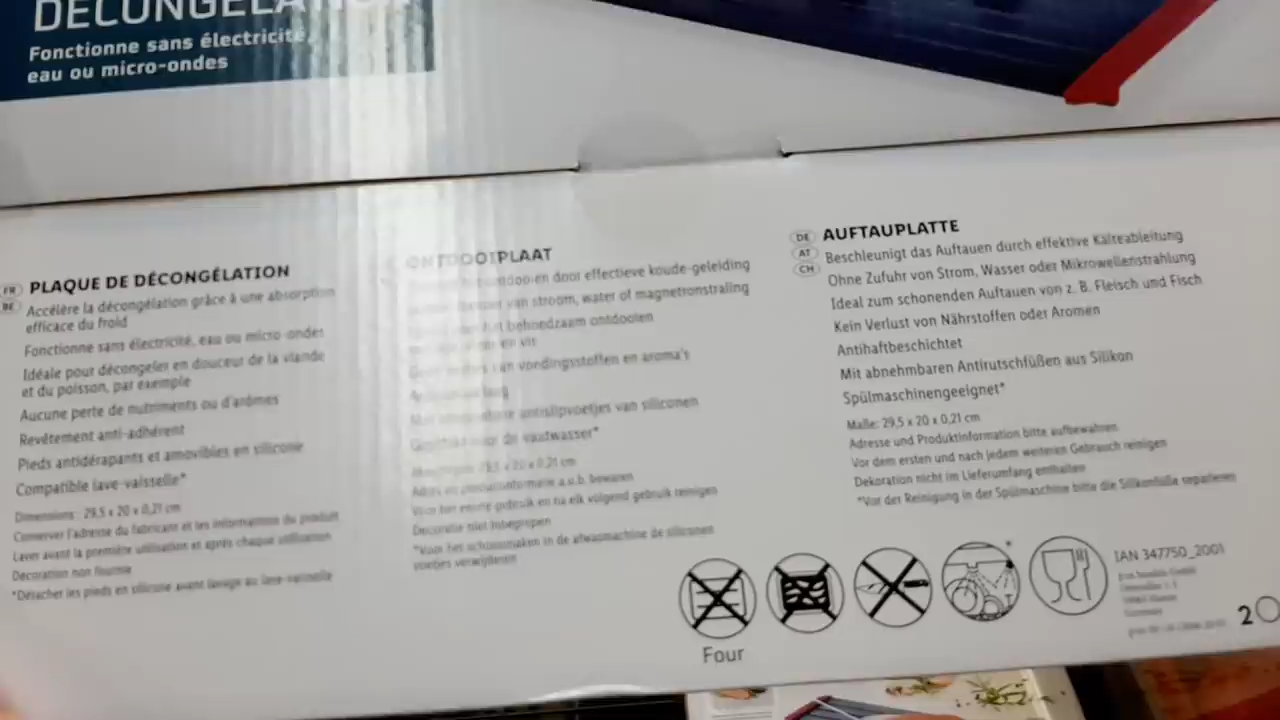 DÉCONGÉLATION
Fonctionne sans électricité,
eau ou micro-ondes
FR
BE
PLAQUE DE DÉCONGÉLATION
Accélère la décongélation grâce à une absorption
efficace du froid
Fonctionne sans électricité, eau ou micro-ondes
Idéale pour décongeler en douceur de la viande
et du poisson, par exemple
Aucune perte de nutriments ou d'arômes
Revêtement anti-adhérent
Pieds antidérapants et amovibles en silicone
Compatible lave-vaisselle*
Dimensions : 29,5 x 20 x 0,21 cm
Conserver l'adresse du fabricant et les informations du produit
Laver avant la première utilisation et après chaque utilisation
Décoration non fournie
*Détacher les pieds en silicone avant lavage au lave-vaisselle
ONTDOOIPLAAT
ontdooien door effectieve koude-geleiding
van stroom, water of magnetronstraling
behoedzaam ontdooien
en vis
van voedingsstoffen en aroma's
antislipvoetjes van siliconen
de vaatwasser*
29,5 x 20 x 0,21 cm
Adres en productinformatie a.u.b. bewaren
Voor het eerste gebruik en na elk volgend gebruik reinigen
Decoratie niet inbegrepen
*Voor het schoonmaken in de afwasmachine de siliconen
voetjes verwijderen
DE
AT
CH
AUFTAUPLATTE
Beschleunigt das Auftauen durch effektive Kälteableitung
Ohne Zufuhr von Strom, Wasser oder Mikrowellenstrahlung
Ideal zum schonenden Auftauen von z. B. Fleisch und Fisch
Kein Verlust von Nährstoffen oder Aromen
Antihaftbeschichtet
Mit abnehmbaren Antirutschfüßen aus Silikon
Spülmaschinengeeignet*
Maße: 29,5 x 20 x 0,21 cm
Adresse und Produktinformation bitte aufbewahren
Vor dem ersten und nach jedem weiteren Gebrauch reinigen
Dekoration nicht im Lieferumfang enthalten
*Vor der Reinigung in der Spülmaschine bitte die Silikonfüße separieren
Four
*
IAN 347750_2001
Germany
20